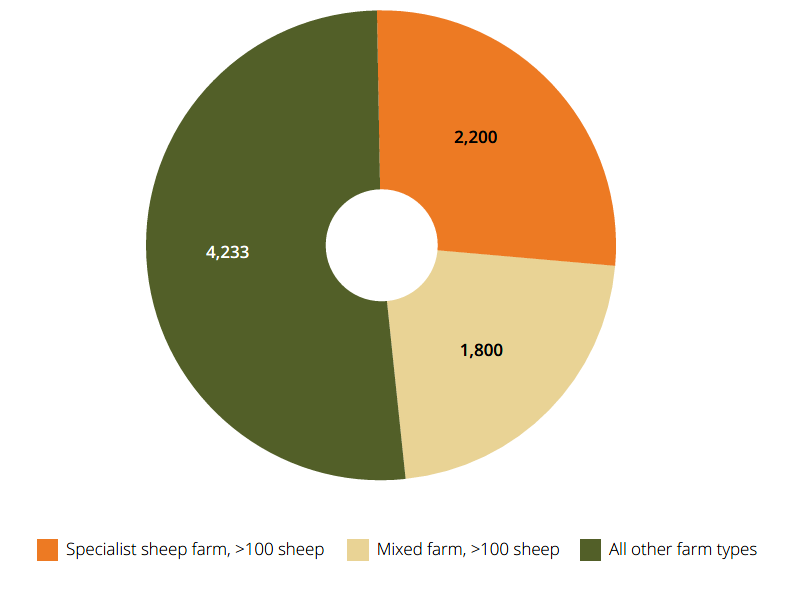 2,200
4,233
1,800
Specialist sheep farm, >100 sheep
Mixed farm, >100 sheep
All other farm types